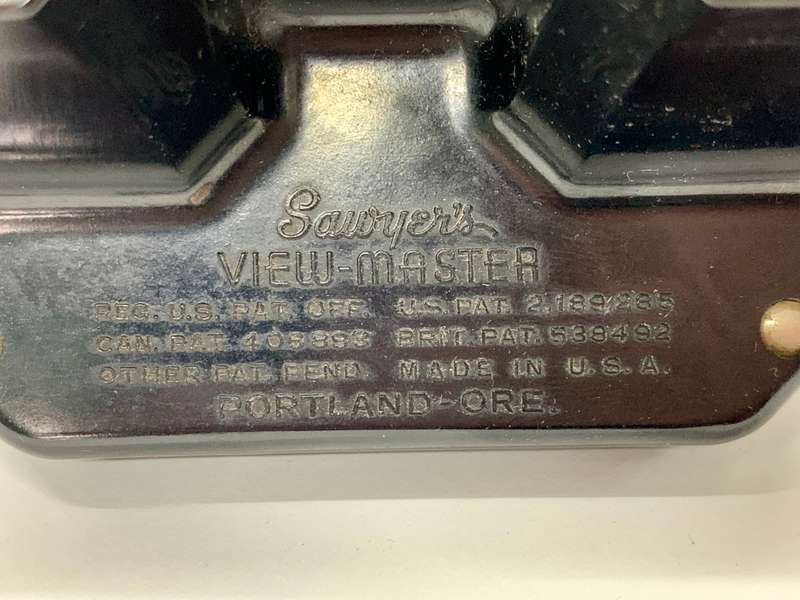 Sawyer's
VIEW-MASTER
REG. U.S. PAT. OFF. U.S. PAT. 2,189,285
CAN. PAT. 405893 BRIT. PAT. 538492
OTHER PAT. PEND. MADE IN U.S.A.
PORTLAND-ORE.